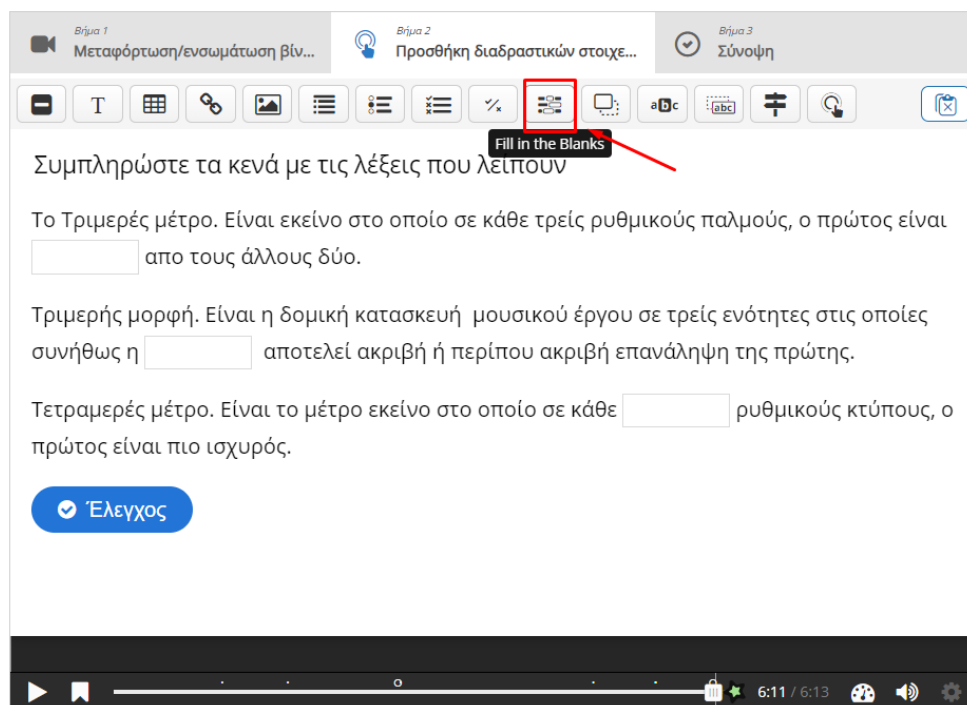 Βήμα 1
Μεταφόρτωση/ενσωμάτωση βίν...
Βήμα 2
Προσθήκη διαδραστικών στοιχε...
Βήμα 3
Σύνοψη
T
abc
abc
Fill in the Blanks
Συμπληρώστε τα κενά με τις λέξεις που λείπουν
Το Τριμερές μέτρο. Είναι εκείνο στο οποίο σε κάθε τρείς ρυθμικούς παλμούς, ο πρώτος είναι
απο τους άλλους δύο.
Τριμερής μορφή. Είναι η δομική κατασκευή μουσικού έργου σε τρείς ενότητες στις οποίες
συνήθως η αποτελεί ακριβή ή περίπου ακριβή επανάληψη της πρώτης.
Τετραμερές μέτρο. Είναι το μέτρο εκείνο στο οποίο σε κάθε ρυθμικούς κτύπους, ο
πρώτος είναι πιο ισχυρός.
Έλεγχος
6:11 / 6:13